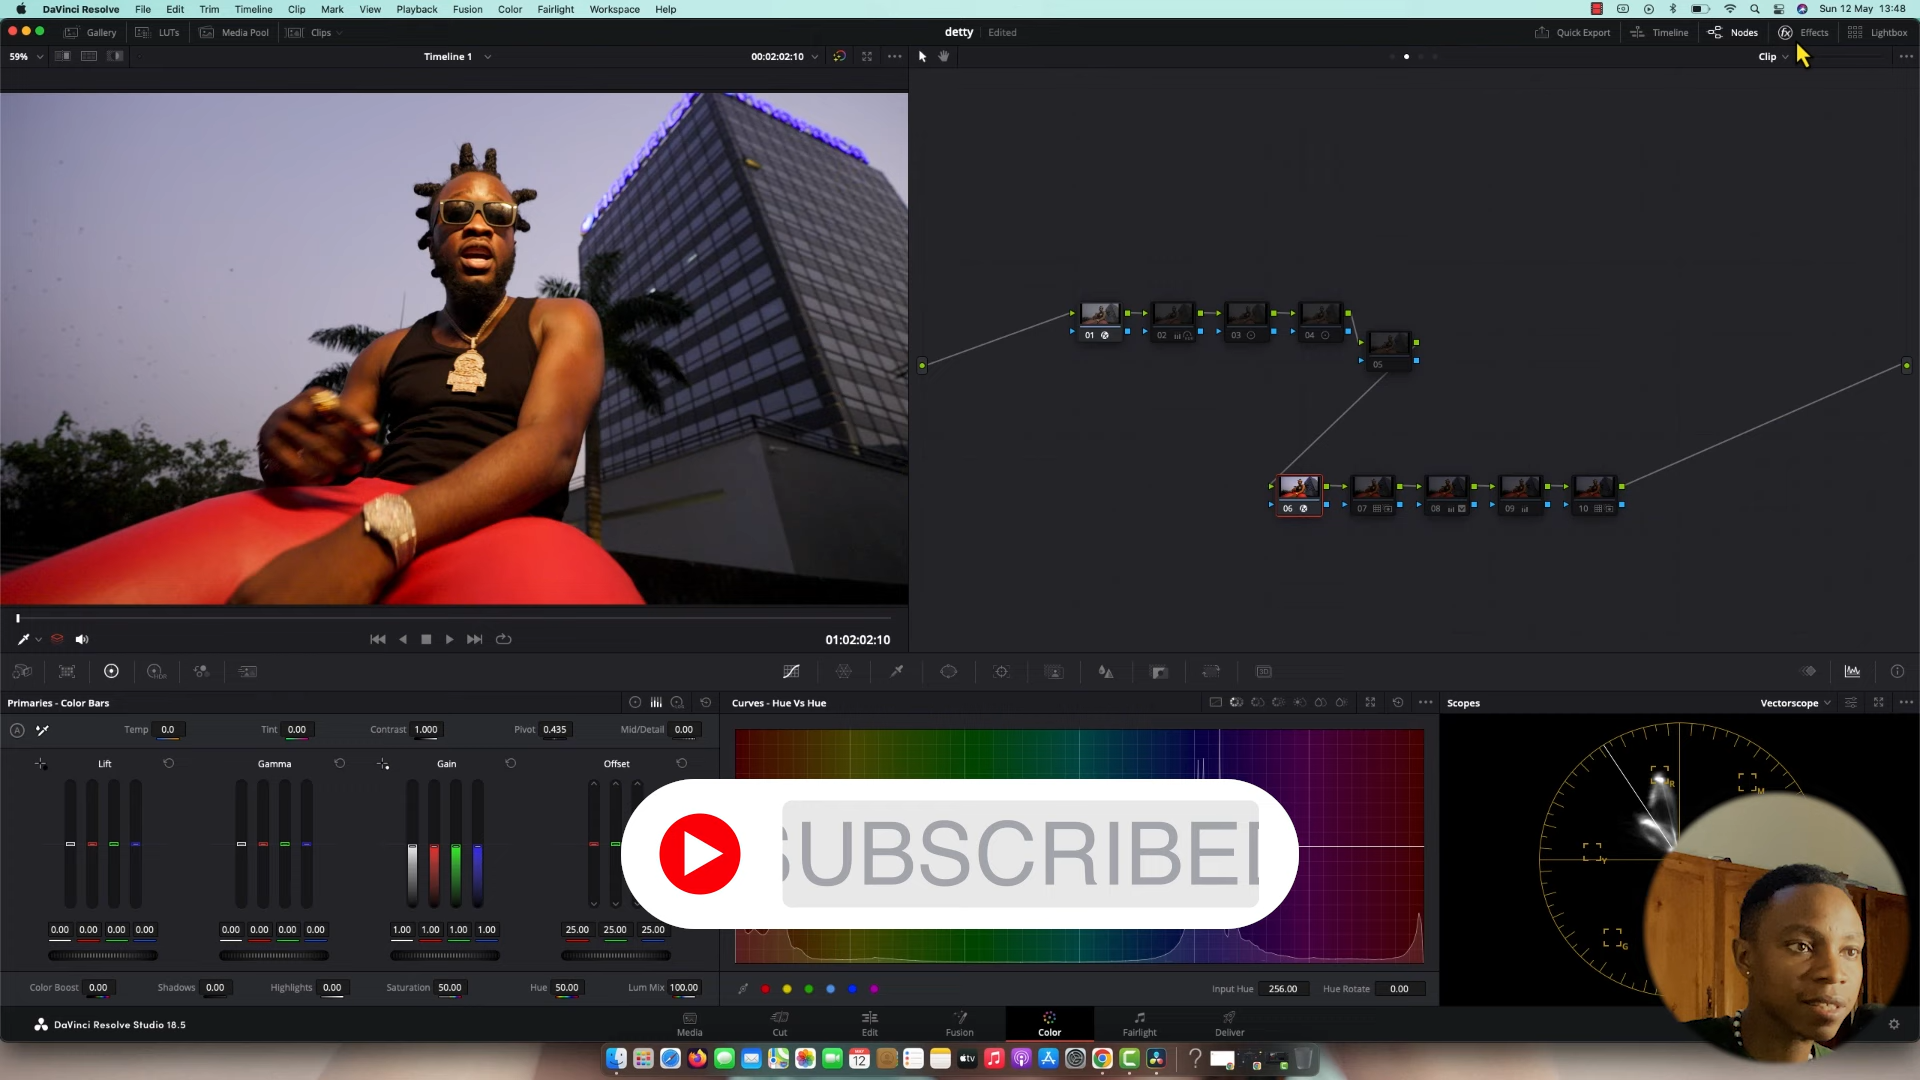 DaVinci Resolve File Edit Trim Timeline Clip Mark View Playback Fusion Color Fairlight Workspace Help Sun 12 May 13:48
Gallery LUTs Media Pool Clips detty Edited Quick Export Timeline Nodes Effects Lightbox
59% Timeline 1 00:02:02:10 Clip
01 02 03 04
05
06 07 08 09 10
01:02:02:10
Primaries - Color Bars Curves - Hue Vs Hue Scopes Vectorscope
Temp 0.0 Tint 0.00 Contrast 1.000 Pivot 0.435 Mid/Detail 0.00
Lift Gamma Gain Offset
R M
Y
G
SUBSCRIBED
0.00 0.00 0.00 0.00 0.00 0.00 0.00 0.00 1.00 1.00 1.00 1.00 25.00 25.00 25.00
Color Boost 0.00 Shadows 0.00 Highlights 0.00 Saturation 50.00 Hue 50.00 Lum Mix 100.00 Input Hue 256.00 Hue Rotate 0.00
DaVinci Resolve Studio 18.5
Media Cut Edit Fusion Color Fairlight Deliver
MAY
12
tv